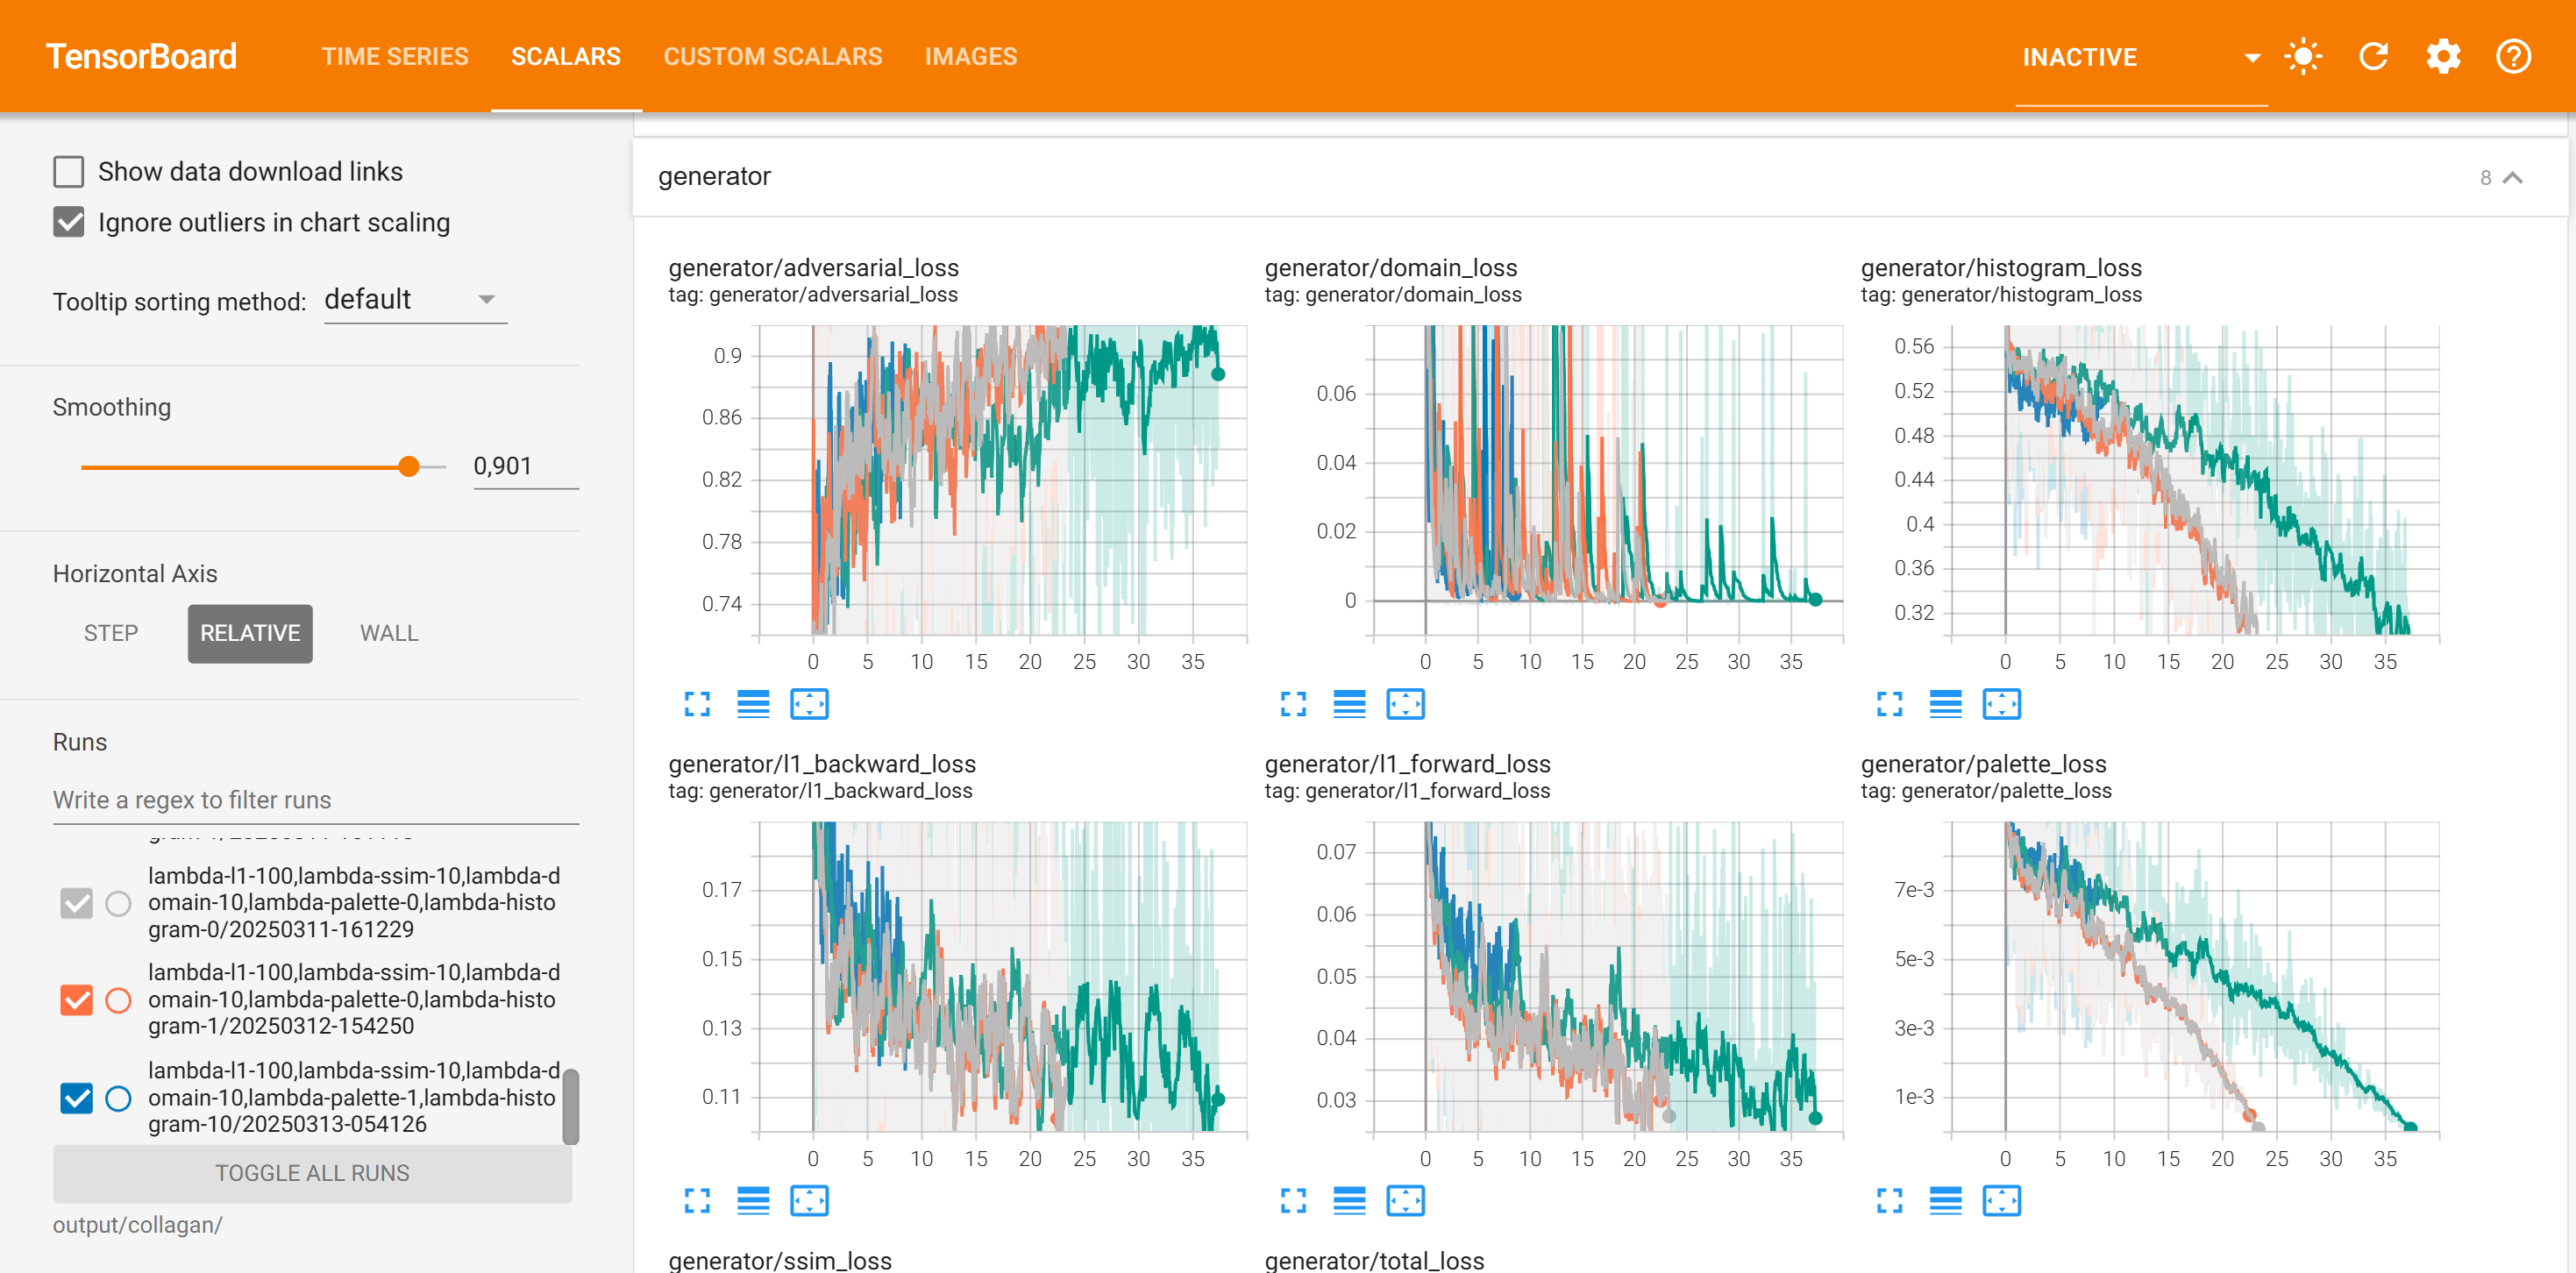 TensorBoard
TIME SERIES
SCALARS
CUSTOM SCALARS
IMAGES
INACTIVE
Show data download links
Ignore outliers in chart scaling
Tooltip sorting method: default
Smoothing
0,901
Horizontal Axis
STEP
RELATIVE
WALL
Runs
Write a regex to filter runs
lambda-l1-100,lambda-ssim-10,lambda-d
omain-10,lambda-palette-0,lambda-histo
gram-0/20250311-161229
lambda-l1-100,lambda-ssim-10,lambda-d
omain-10,lambda-palette-0,lambda-histo
gram-1/20250312-154250
lambda-l1-100,lambda-ssim-10,lambda-d
omain-10,lambda-palette-1,lambda-histo
gram-10/20250313-054126
TOGGLE ALL RUNS
output/collagan/
generator
8
generator/adversarial_loss
tag: generator/adversarial_loss
0.9
0.86
0.82
0.78
0.74
0 5 10 15 20 25 30 35
generator/domain_loss
tag: generator/domain_loss
0.06
0.04
0.02
0
0 5 10 15 20 25 30 35
generator/histogram_loss
tag: generator/histogram_loss
0.56
0.52
0.48
0.44
0.4
0.36
0.32
0 5 10 15 20 25 30 35
generator/l1_backward_loss
tag: generator/l1_backward_loss
0.17
0.15
0.13
0.11
0 5 10 15 20 25 30 35
generator/l1_forward_loss
tag: generator/l1_forward_loss
0.07
0.06
0.05
0.04
0.03
0 5 10 15 20 25 30 35
generator/palette_loss
tag: generator/palette_loss
7e-3
5e-3
3e-3
1e-3
0 5 10 15 20 25 30 35
generator/ssim_loss
generator/total_loss